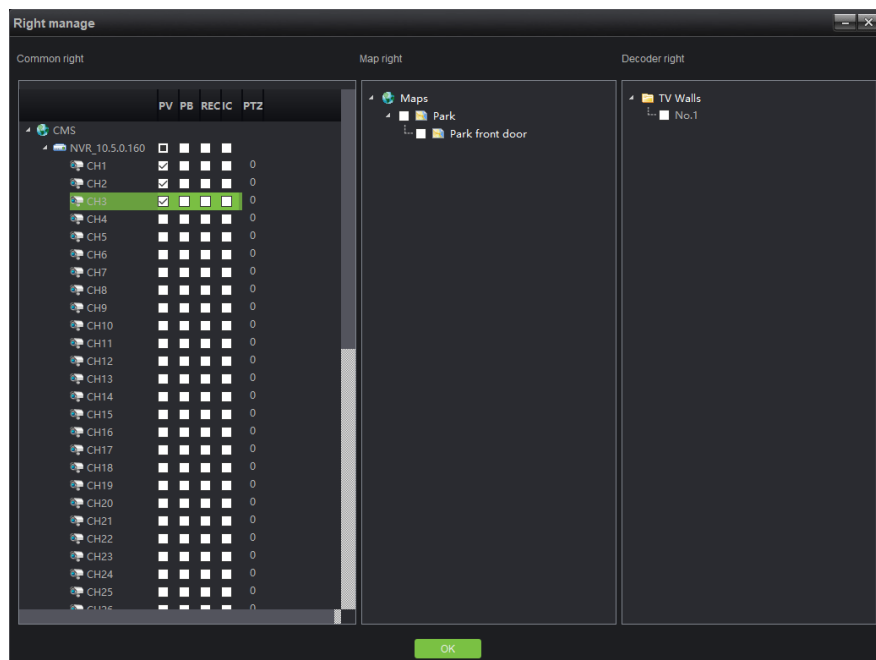 Right manage
Common right
Map right
Decoder right
PV PB REC IC PTZ
CMS
NVR_10.5.0.160
CH1 0
CH2 0
CH3 0
CH4 0
CH5 0
CH6 0
CH7 0
CH8 0
CH9 0
CH10 0
CH11 0
CH12 0
CH13 0
CH14 0
CH15 0
CH16 0
CH17 0
CH18 0
CH19 0
CH20 0
CH21 0
CH22 0
CH23 0
CH24 0
CH25 0
CH26 0
Maps
Park
Park front door
TV Walls
No.1
OK